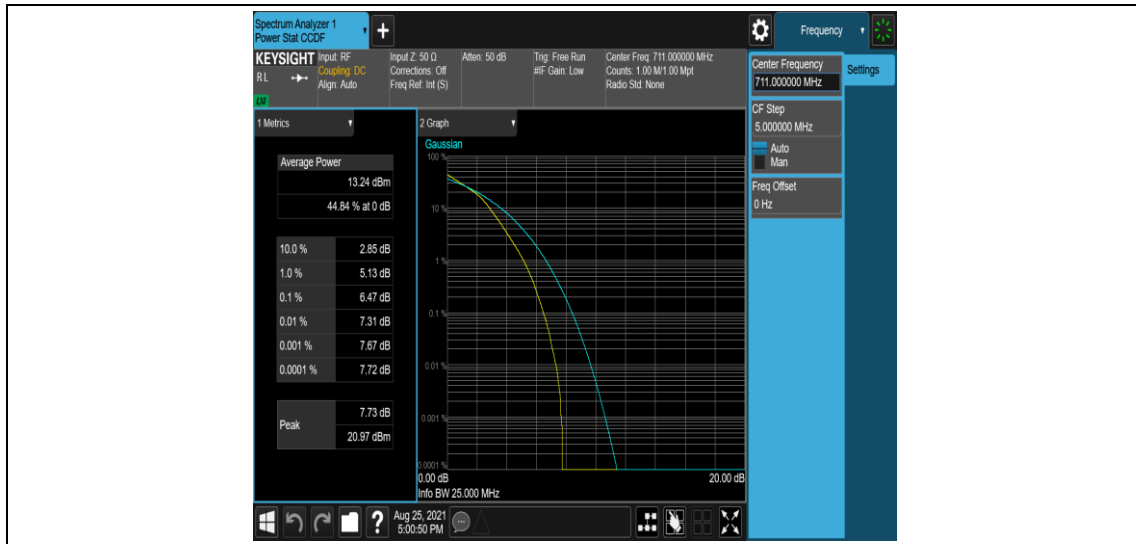 Spectrum Analyzer 1
Power Stat CCDF
+
Frequency
KEYSIGHT
RL
LXI
Input: RF
Coupling: DC
Align: Auto
Input Z: 50 Ω
Corrections: Off
Freq Ref: Int (S)
Atten: 50 dB
Trig: Free Run
#IF Gain: Low
Center Freq: 711.000000 MHz
Counts: 1.00 M/1.00 Mpt
Radio Std: None
Center Frequency
711.000000 MHz
Settings
CF Step
5.000000 MHz
Auto
Man
Freq Offset
0 Hz
1 Metrics
Average Power
13.24 dBm
44.84 % at 0 dB
10.0 % 2.85 dB
1.0 % 5.13 dB
0.1 % 6.47 dB
0.01 % 7.31 dB
0.001 % 7.67 dB
0.0001 % 7.72 dB
Peak 7.73 dB
20.97 dBm
2 Graph
Gaussian
100 %
10 %
1 %
0.1 %
0.01 %
0.001 %
0.0001 %
0.00 dB 20.00 dB
Info BW 25.000 MHz
?
Aug 25, 2021
5:00:50 PM